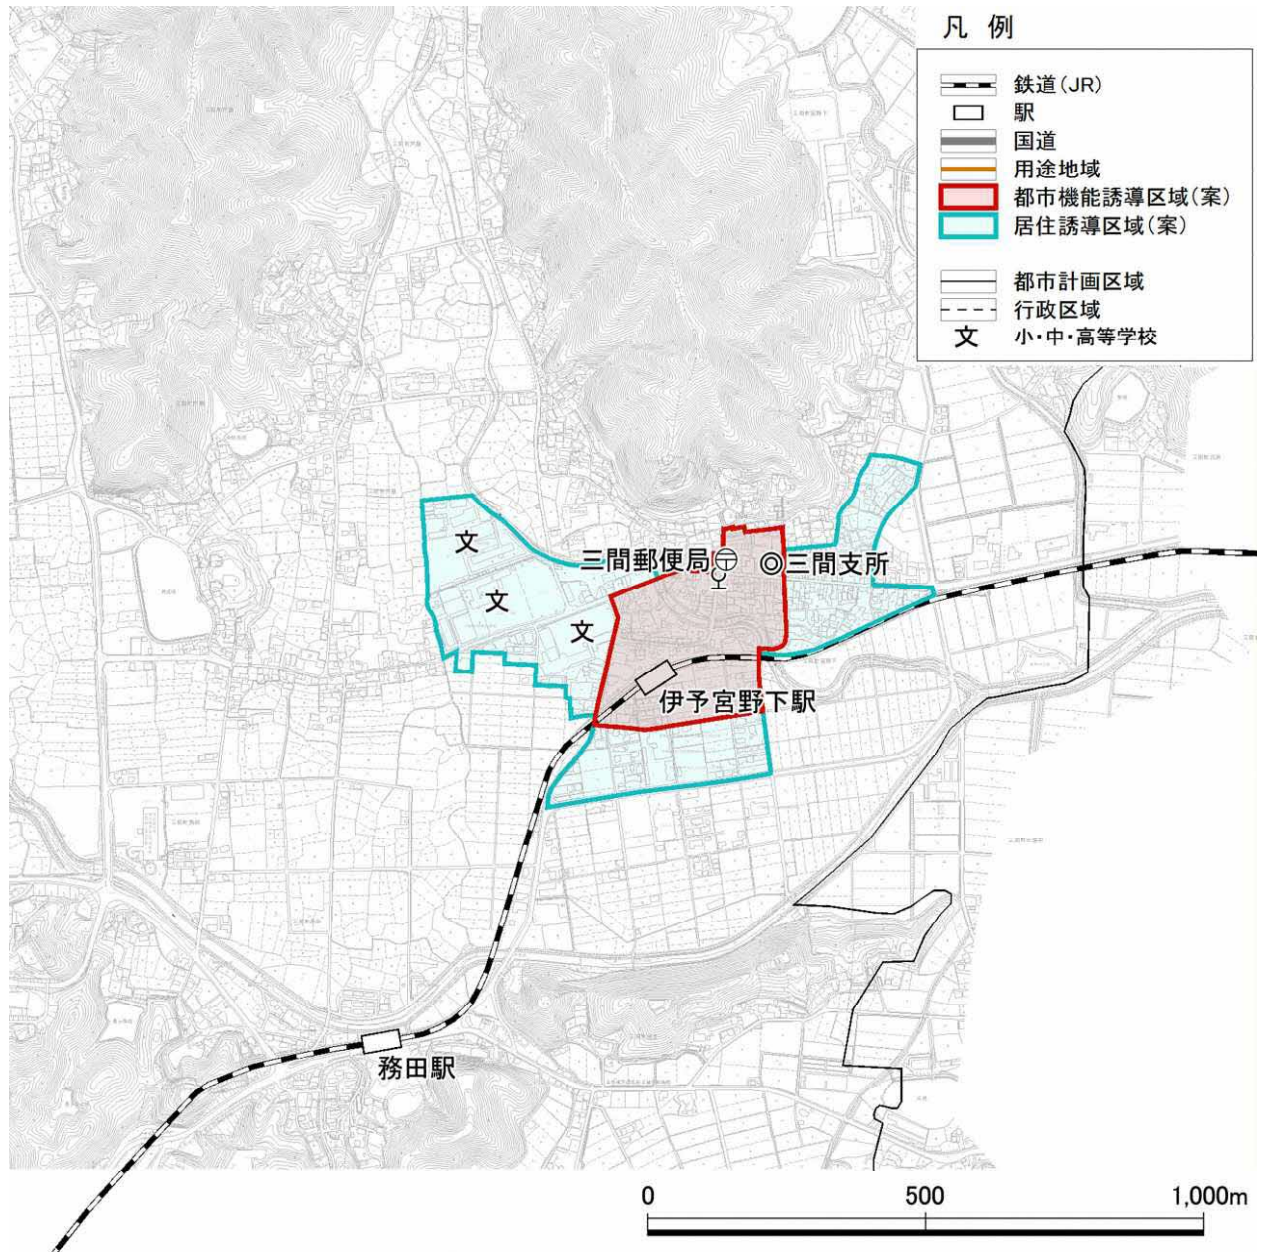 凡 例
鉄道(JR)
駅
国道
用途地域
都市機能誘導区域(案)
居住誘導区域(案)
都市計画区域
行政区域
文 小・中・高等学校
文
三間郵便局
三間支所
文
文
伊予宮野下駅
務田駅
0 500 1,000m